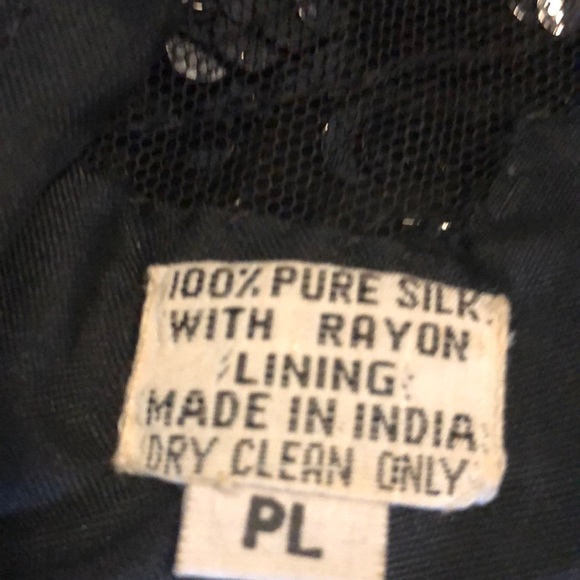 100% PURE SILK
WITH RAYON
LINING
MADE IN INDIA
DRY CLEAN ONLY
PL